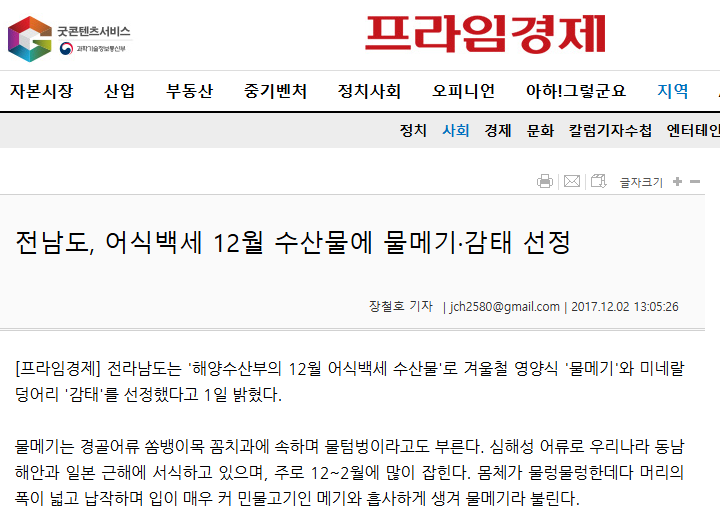 굿콘텐츠서비스
과학기술정보통신부
프라임경제
자본시장 산업 부동산 중기벤처 정치사회 오피니언 아하!그렇군요 지역
정치 사회 경제 문화 칼럼기자수첩 엔터테인
글자크기
전남도, 어식백세 12월 수산물에 물메기·감태 선정
장철호 기자 | jch2580@gmail.com | 2017.12.02 13:05:26
[프라임경제] 전라남도는 '해양수산부의 12월 어식백세 수산물'로 겨울철 영양식 '물메기'와 미네랄
덩어리 '감태'를 선정했다고 1일 밝혔다.
물메기는 경골어류 쏨뱅이목 꼼치과에 속하며 물텀벙이라고도 부른다. 심해성 어류로 우리나라 동남
해안과 일본 근해에 서식하고 있으며, 주로 12~2월에 많이 잡힌다. 몸체가 물렁물렁한데다 머리의
폭이 넓고 납작하며 입이 매우 커 민물고기인 메기와 흡사하게 생겨 물메기라 불린다.